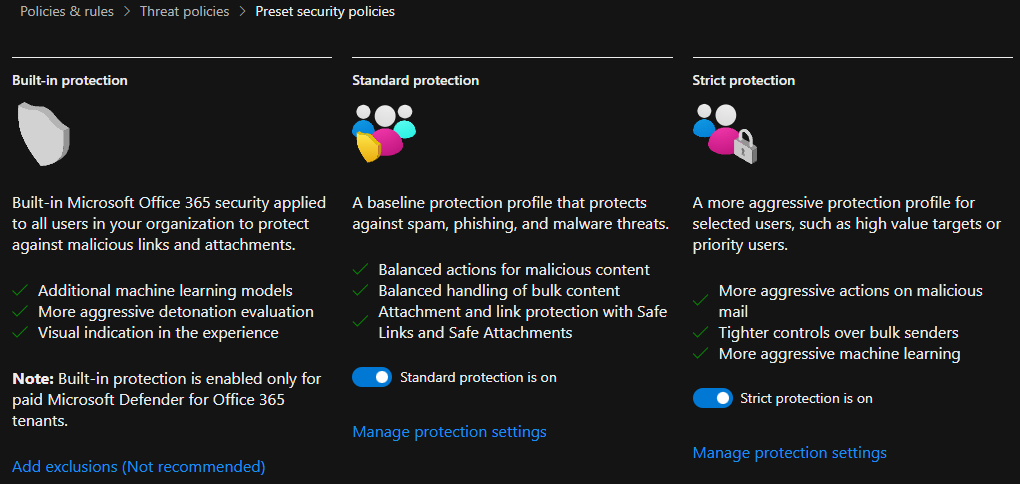 Policies & rules > Threat policies > Preset security policies
Built-in protection
Built-in Microsoft Office 365 security applied
to all users in your organization to protect
against malicious links and attachments.
Additional machine learning models
More aggressive detonation evaluation
Visual indication in the experience
Note: Built-in protection is enabled only for
paid Microsoft Defender for Office 365
tenants.
Add exclusions (Not recommended)
Standard protection
A baseline protection profile that protects
against spam, phishing, and malware threats.
Balanced actions for malicious content
Balanced handling of bulk content
Attachment and link protection with Safe
Links and Safe Attachments
Standard protection is on
Manage protection settings
Strict protection
A more aggressive protection profile for
selected users, such as high value targets or
priority users.
More aggressive actions on malicious
mail
Tighter controls over bulk senders
More aggressive machine learning
Strict protection is on
Manage protection settings